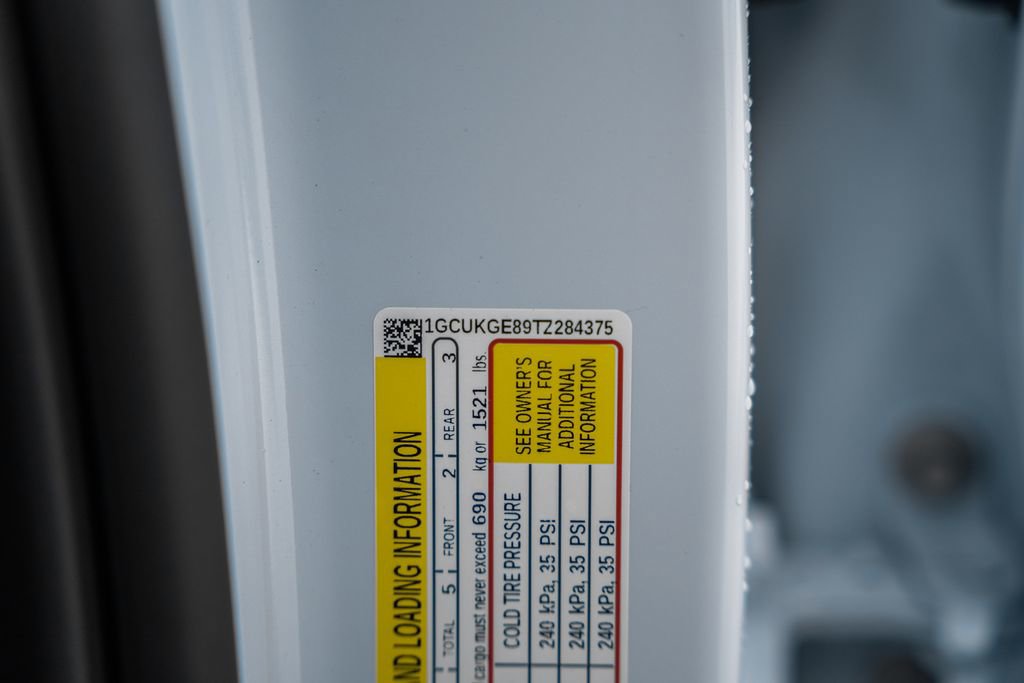 1GCUKGE89TZ284375
AND LOADING INFORMATION
TOTAL 5 FRONT 2 REAR 3
cargo must never exceed 690 kg or 1521 lbs.
COLD TIRE PRESSURE
240 kPa, 35 PSI
240 kPa, 35 PSI
240 kPa, 35 PSI
SEE OWNER'S
MANUAL FOR
ADDITIONAL
INFORMATION